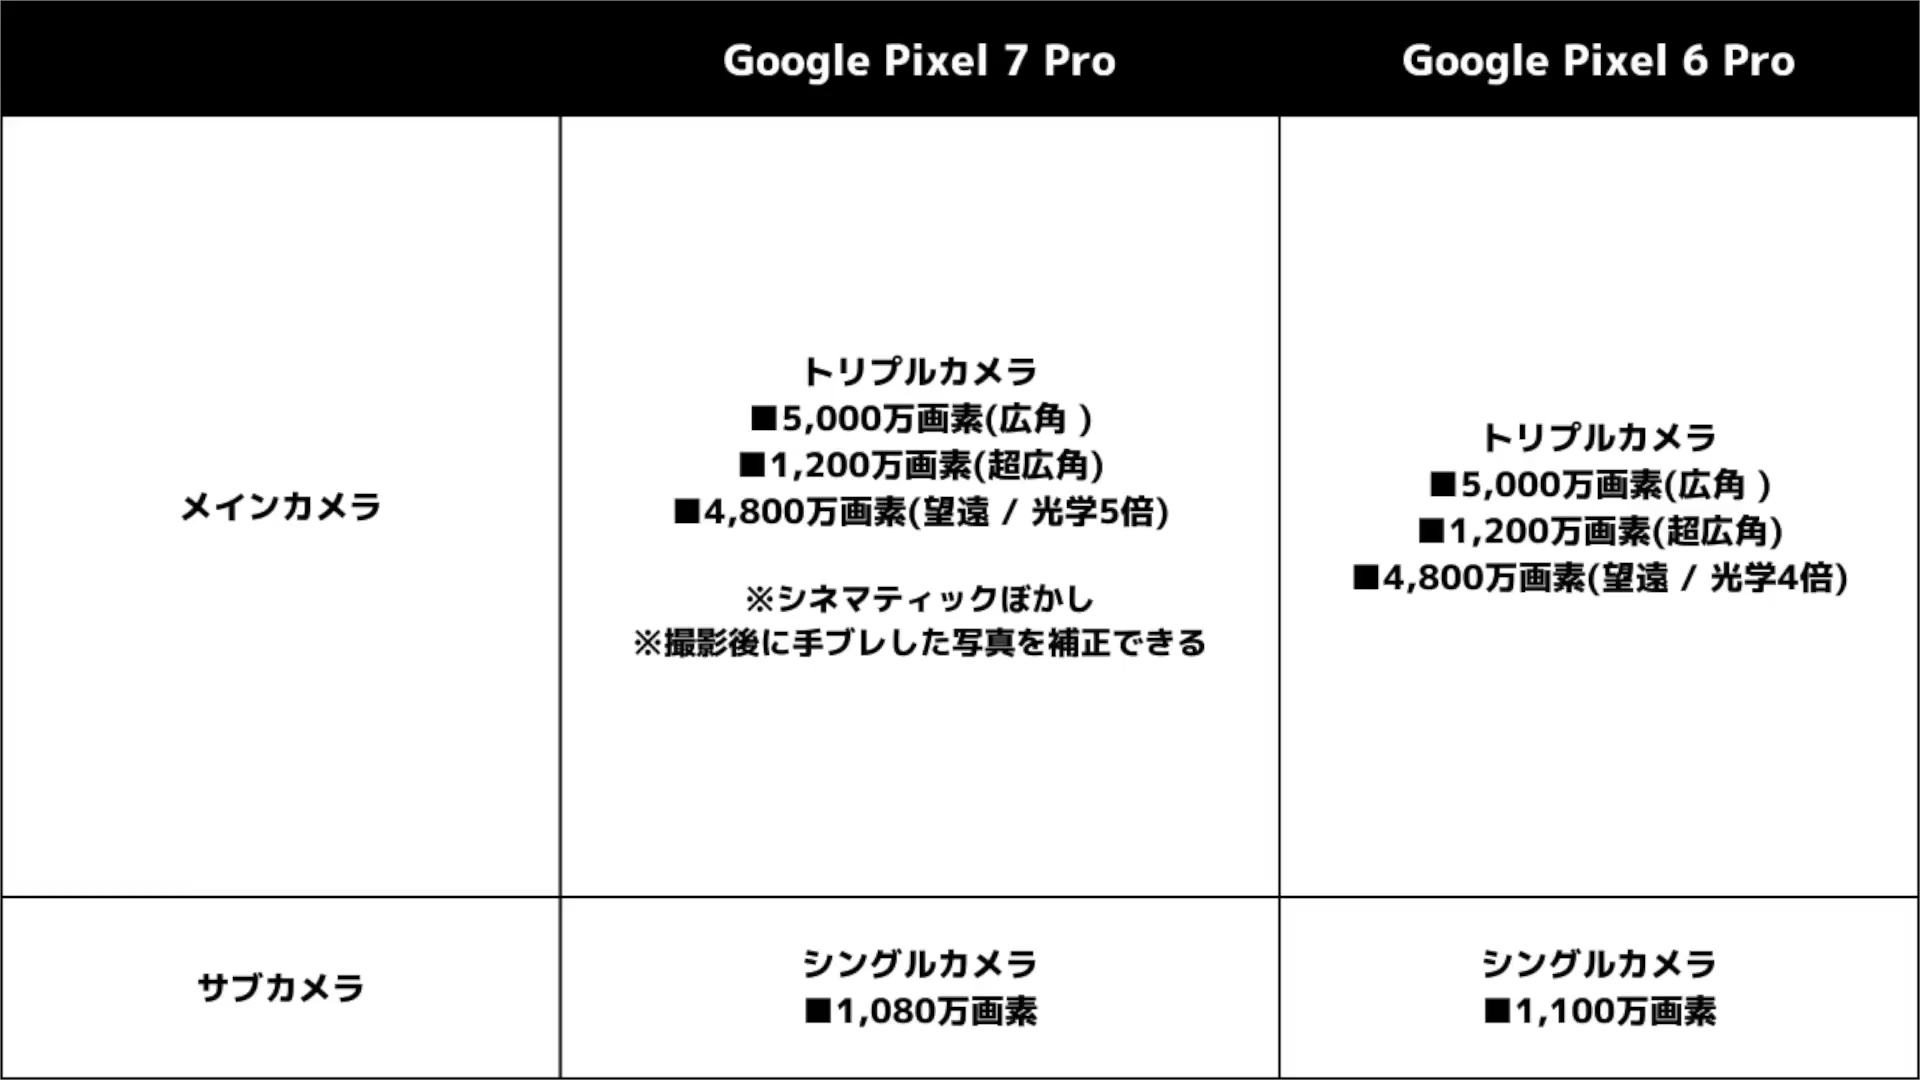 Google Pixel 7 Pro
Google Pixel 6 Pro
メインカメラ
トリプルカメラ
■5,000万画素(広角 )
■1,200万画素(超広角)
■4,800万画素(望遠 / 光学5倍)
※シネマティックぼかし
※撮影後に手ブレした写真を補正できる
トリプルカメラ
■5,000万画素(広角 )
■1,200万画素(超広角)
■4,800万画素(望遠 / 光学4倍)
サブカメラ
シングルカメラ
■1,080万画素
シングルカメラ
■1,100万画素